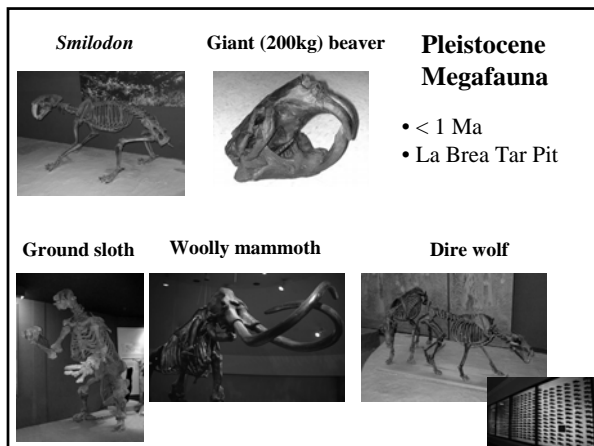 Smilodon
Giant (200kg) beaver
Pleistocene
Megafauna
• < 1 Ma
• La Brea Tar Pit
Ground sloth
Woolly mammoth
Dire wolf